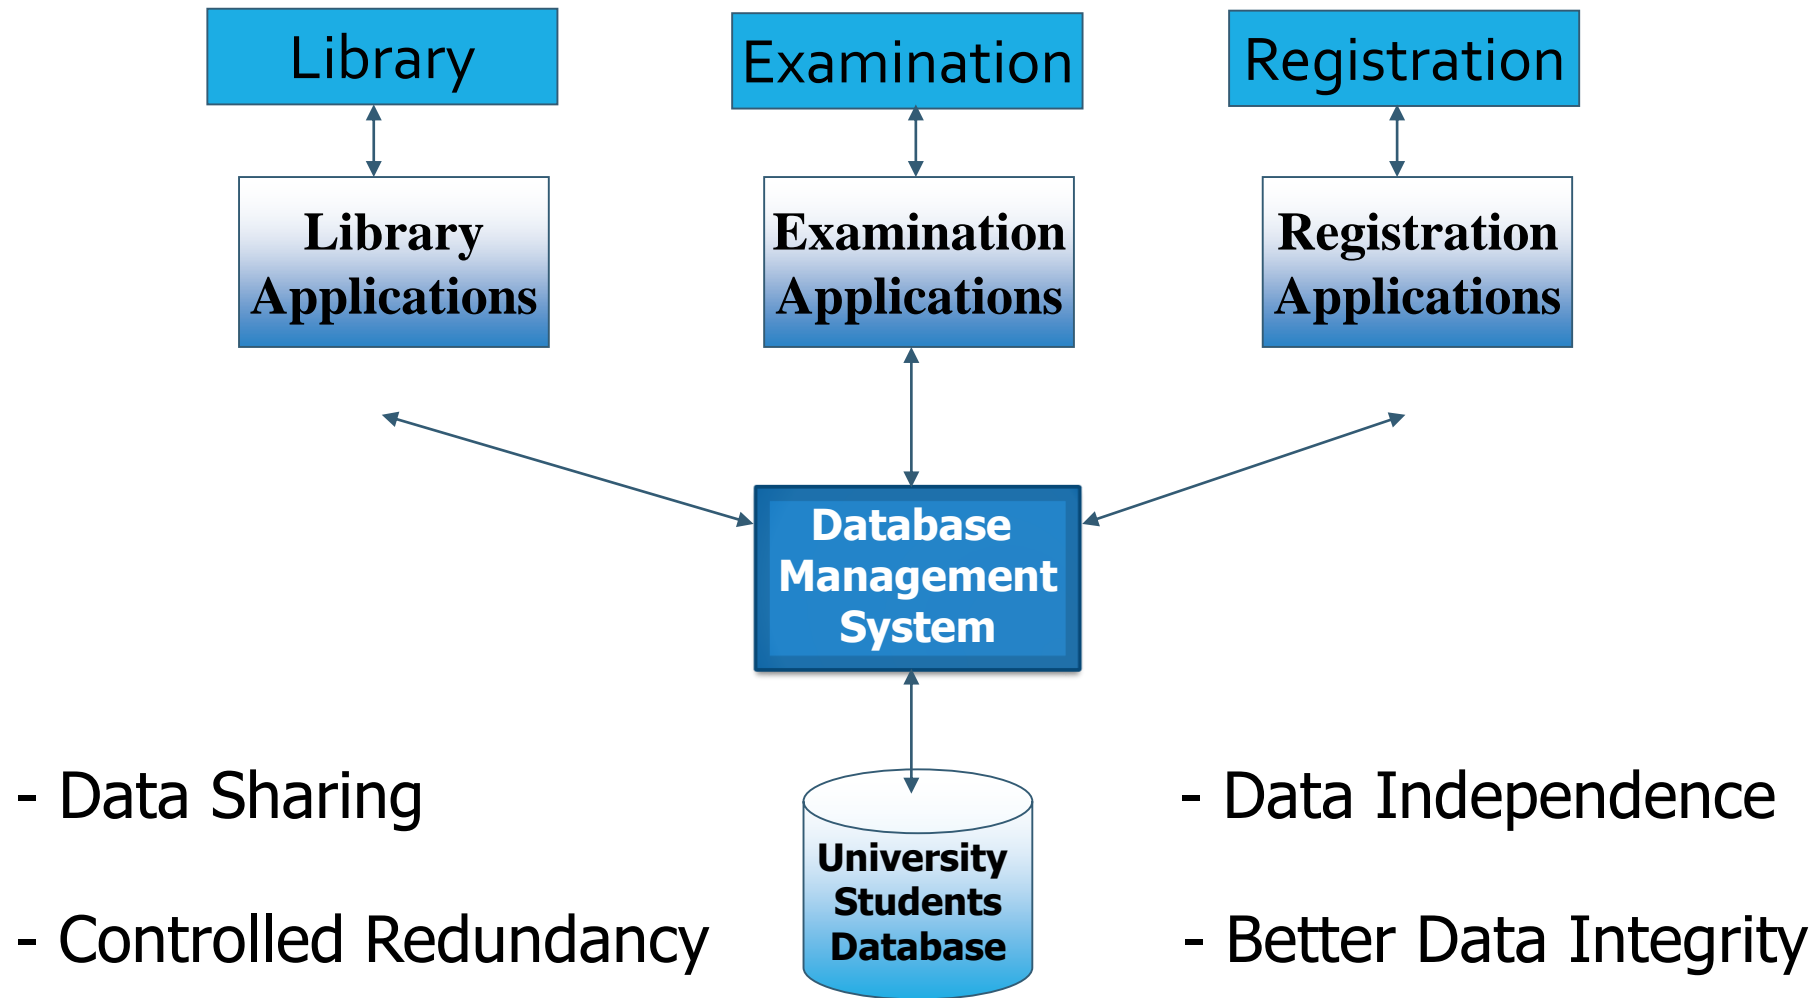 Library
Examination
Registration
Library
Applications
Examination
Applications
Registration
Applications
Database
Management
System
- Data Sharing
- Data Independence
University
Students
Database
- Controlled Redundancy
- Better Data Integrity